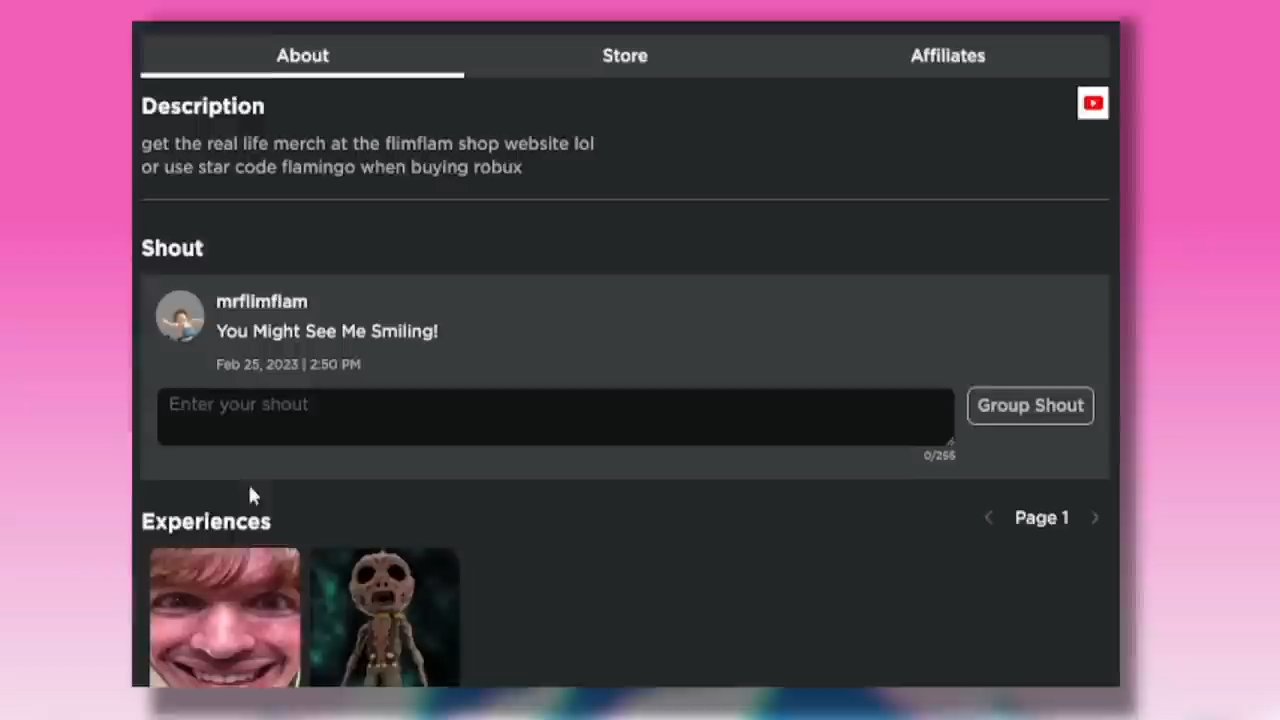 About
Store
Affiliates
Description
get the real life merch at the flimflam shop website lol
or use star code flamingo when buying robux
Shout
mrflimflam
You Might See Me Smiling!
Feb 25, 2023 | 2:50 PM
Enter your shout
Group Shout
0/255
Experiences
Page 1